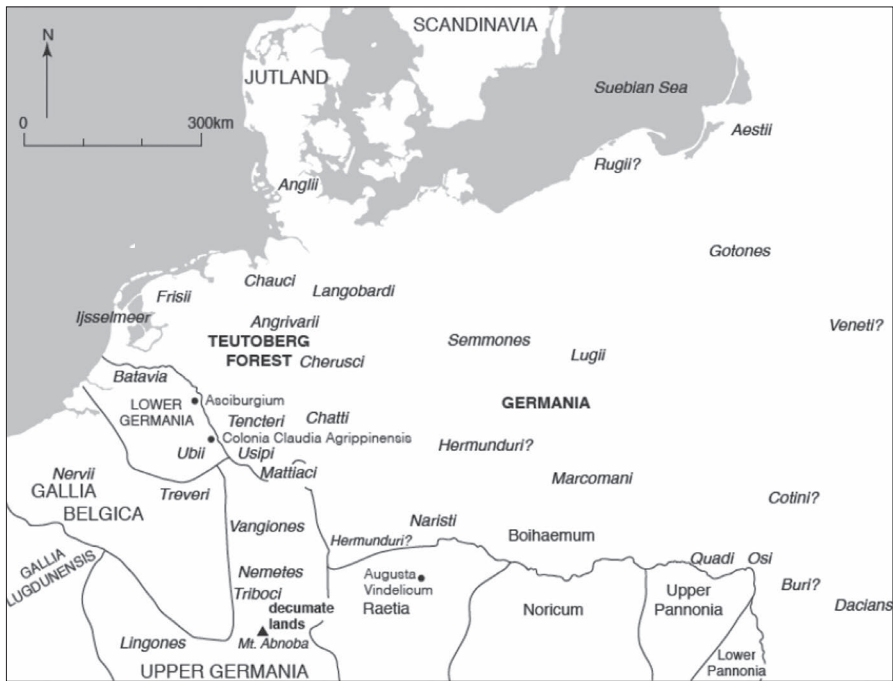 SCANDINAVIA
N
JUTLAND
Suebian Sea
0
300km
Aestii
Rugii?
Anglii
Gotones
Chauci
Langobardi
Frisii
Ijsselmeer
Angrivarii
Veneti?
TEUTOBERG
FOREST
Semmones
Cherusci
Lugii
Batavia
Asciburgium
GERMANIA
LOWER
GERMANIA
Tencteri
Chatti
Colonia Claudia Agrippinensis
Hermunduri?
Ubii
Usipi
Mattiaci
Nervii
Marcomani
GALLIA
BELGICA
Treveri
Cotini?
Vangiones
Naristi
Boihaemum
Hermunduri?
GALLIA
LUGDUNENSIS
Quadi
Osi
Nemetes
Augusta
Vindelicum
Buri?
Triboci
Raetia
Noricum
Upper
Pannonia
decumate
lands
Dacians
Lingones
Mt. Abnoba
Lower
Pannonia
UPPER GERMANIA